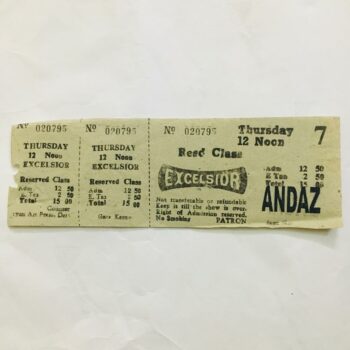 Nº 020795
THURSDAY
12 Noon
EXCELSIOR
Reserved Class
Adm 12 50
E Tax 2 50
Total 15 00
Nº 020795
THURSDAY
12 Noon
EXCELSIOR
Reserved Class
Adm 12 50
E Tax 2 50
Total 15 00
Nº 020795
Thursday
12 Noon
7
Resd Class
EXCELSIOR
Adm 12 50
E Tax 2 50
Total 15 00
Not transferable or refundable
Keep it till the show is over.
Right of Admission reserved.
No Smoking PATRON
ANDAZ